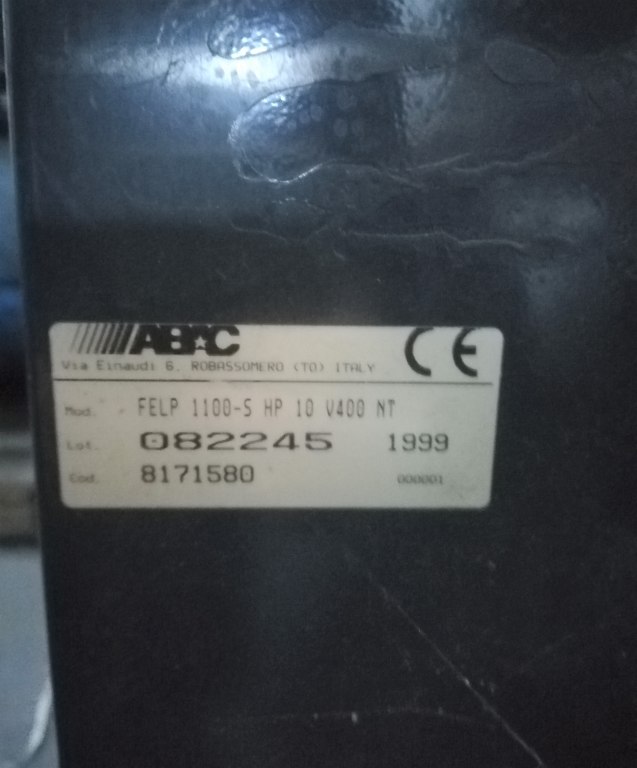 ABAC CE
Via Einaudi 6. ROBASSOMERO (TO) ITALY
Mod. FELP 1100-S HP 10 V400 NT
Lot. 082245 1999
Cod. 8171580 000001